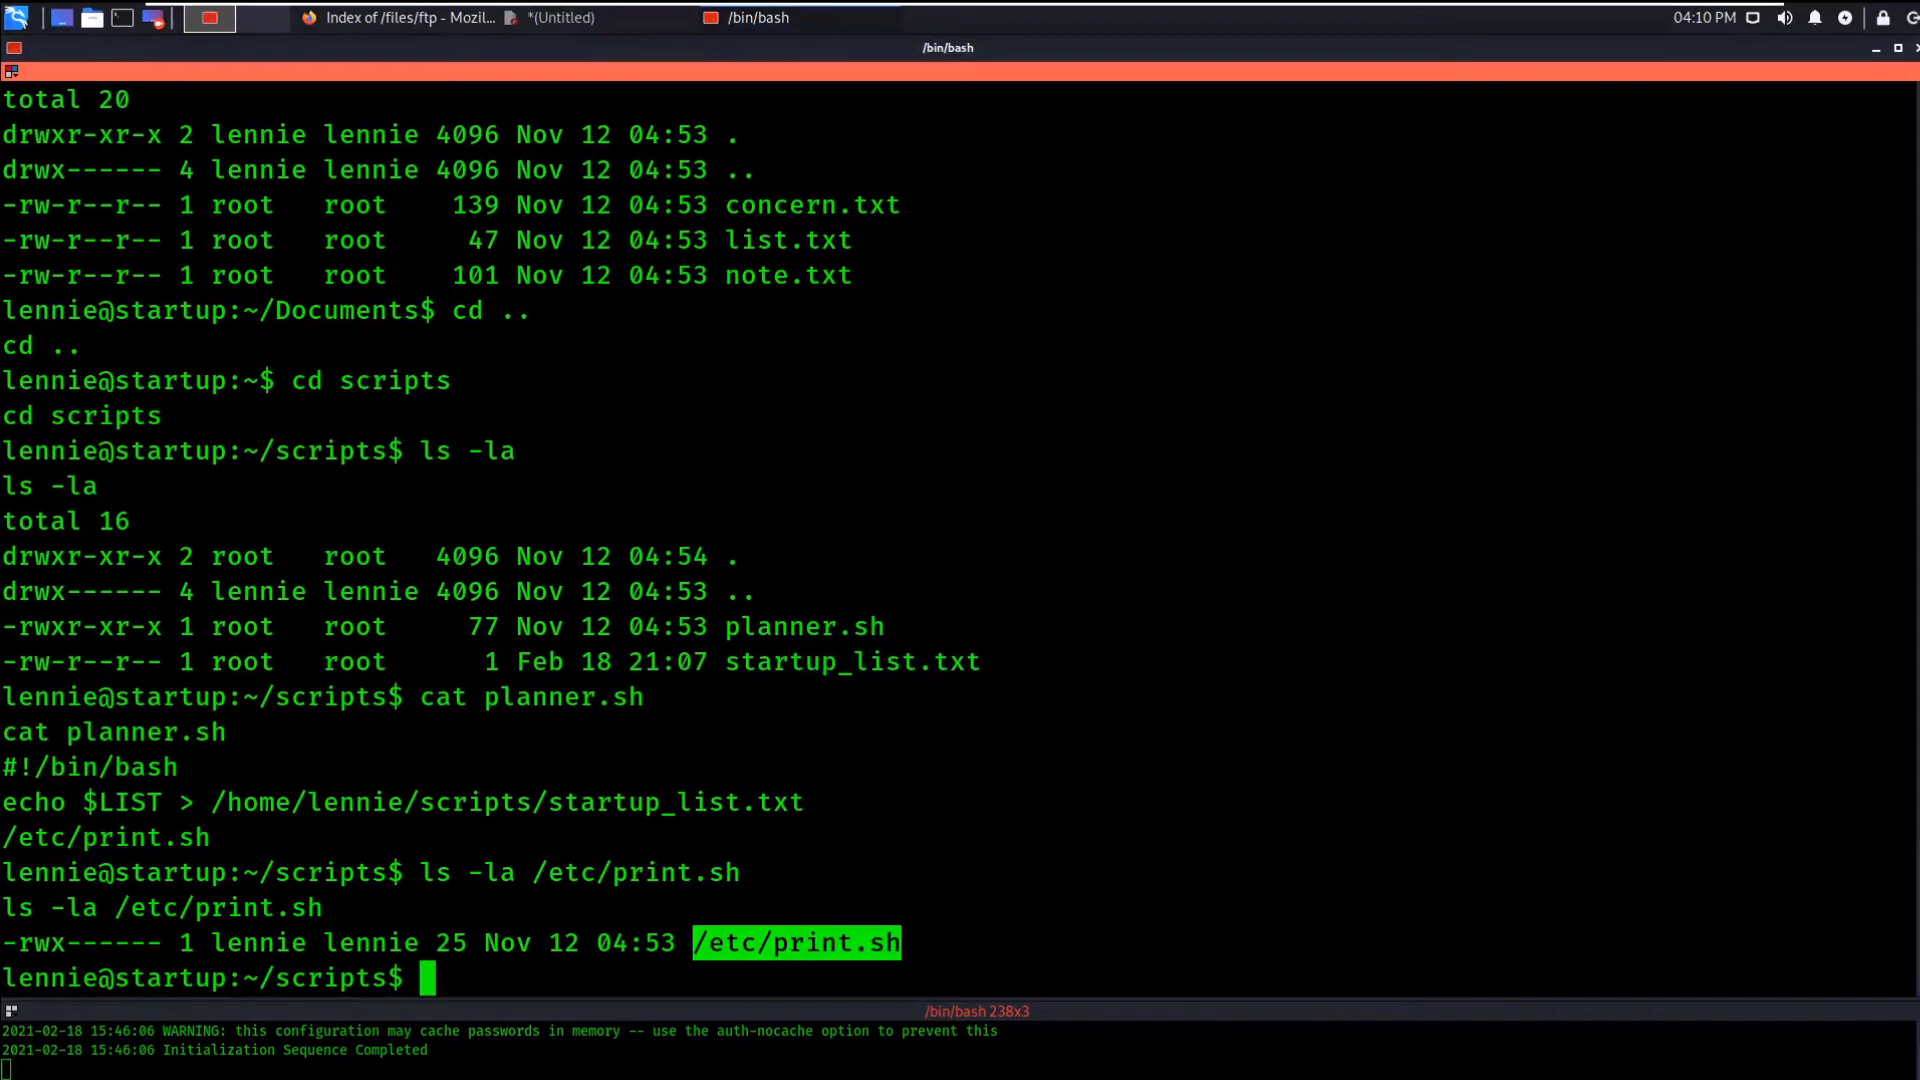 Index of /files/ftp - Mozil...
*(Untitled)
/bin/bash
04:10 PM
/bin/bash
total 20
drwxr-xr-x 2 lennie lennie 4096 Nov 12 04:53 .
drwx------ 4 lennie lennie 4096 Nov 12 04:53 ..
-rw-r--r-- 1 root   root    139 Nov 12 04:53 concern.txt
-rw-r--r-- 1 root   root     47 Nov 12 04:53 list.txt
-rw-r--r-- 1 root   root    101 Nov 12 04:53 note.txt
lennie@startup:~/Documents$ cd ..
cd ..
lennie@startup:~$ cd scripts
cd scripts
lennie@startup:~/scripts$ ls -la
ls -la
total 16
drwxr-xr-x 2 root   root   4096 Nov 12 04:54 .
drwx------ 4 lennie lennie 4096 Nov 12 04:53 ..
-rwxr-xr-x 1 root   root     77 Nov 12 04:53 planner.sh
-rw-r--r-- 1 root   root      1 Feb 18 21:07 startup_list.txt
lennie@startup:~/scripts$ cat planner.sh
cat planner.sh
#!/bin/bash
echo $LIST > /home/lennie/scripts/startup_list.txt
/etc/print.sh
lennie@startup:~/scripts$ ls -la /etc/print.sh
ls -la /etc/print.sh
-rwx------ 1 lennie lennie 25 Nov 12 04:53 /etc/print.sh
lennie@startup:~/scripts$
/bin/bash 238x3
2021-02-18 15:46:06 WARNING: this configuration may cache passwords in memory -- use the auth-nocache option to prevent this
2021-02-18 15:46:06 Initialization Sequence Completed